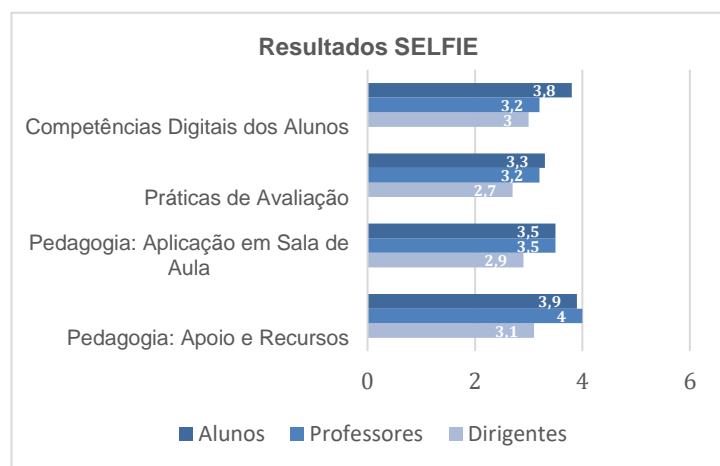 Resultados SELFIE
3,8
3,2
Competências Digitais dos Alunos
3
3,3
3,2
Práticas de Avaliação
2,7
3,5
Pedagogia: Aplicação em Sala de
Aula
3,5
2,9
3,9
4
Pedagogia: Apoio e Recursos
3,1
0 2 4 6
Alunos Professores Dirigentes